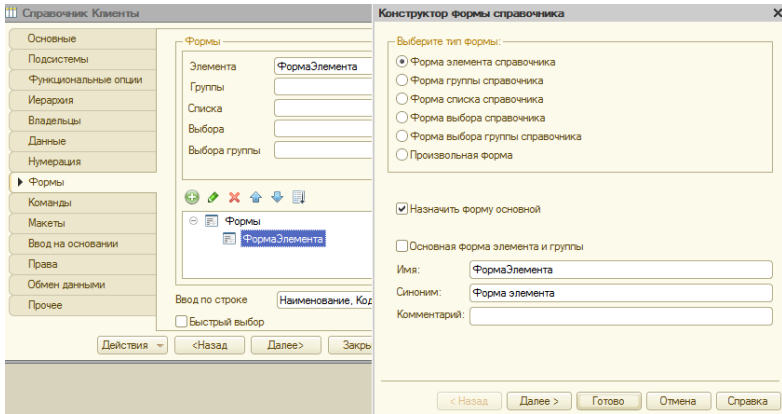 Справочник Клиенты
Основные
Подсистемы
Функциональные опции
Иерархия
Владельцы
Данные
Нумерация
Формы
Команды
Макеты
Ввод на основании
Права
Обмен данными
Прочее
Формы
Элемента
ФормаЭлемента
Группы
Списка
Выбора
Выбора группы
Формы
ФормаЭлемента
Ввод по строке
Наименование, Код
Быстрый выбор
Действия
<Назад
Далее>
Закры
Конструктор формы справочника
Выберите тип формы:
Форма элемента справочника
Форма группы справочника
Форма списка справочника
Форма выбора справочника
Форма выбора группы справочника
Произвольная форма
Назначить форму основной
Основная форма элемента и группы
Имя:
ФормаЭлемента
Синоним:
Форма элемента
Комментарий:
< Назад
Далее >
Готово
Отмена
Справка